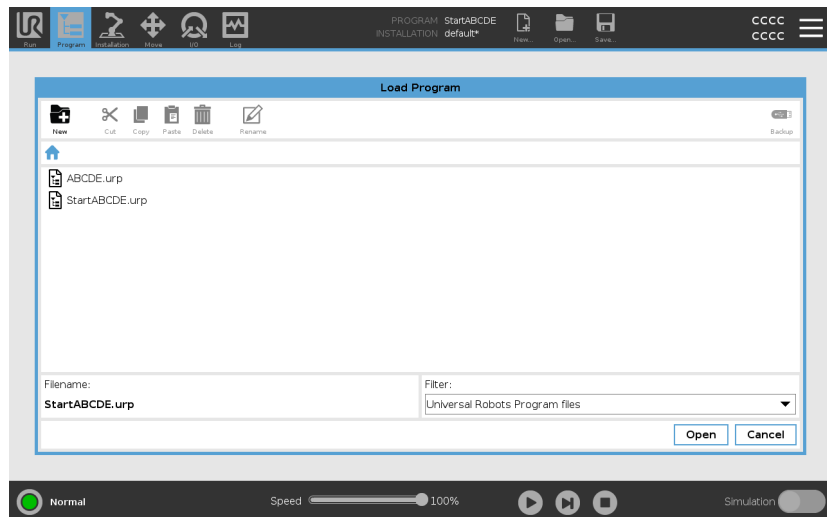 UR
PROGRAM StartABCDE
INSTALLATION default*
Run Program Installation Move I/O Log New... Open... Save...
CCCC
CCCC
Load Program
New Cut Copy Paste Delete Rename Backup
ABCDE.urp
StartABCDE.urp
Filename: Filter:
StartABCDE.urp Universal Robots Program files
Open Cancel
Normal Speed 100% Simulation